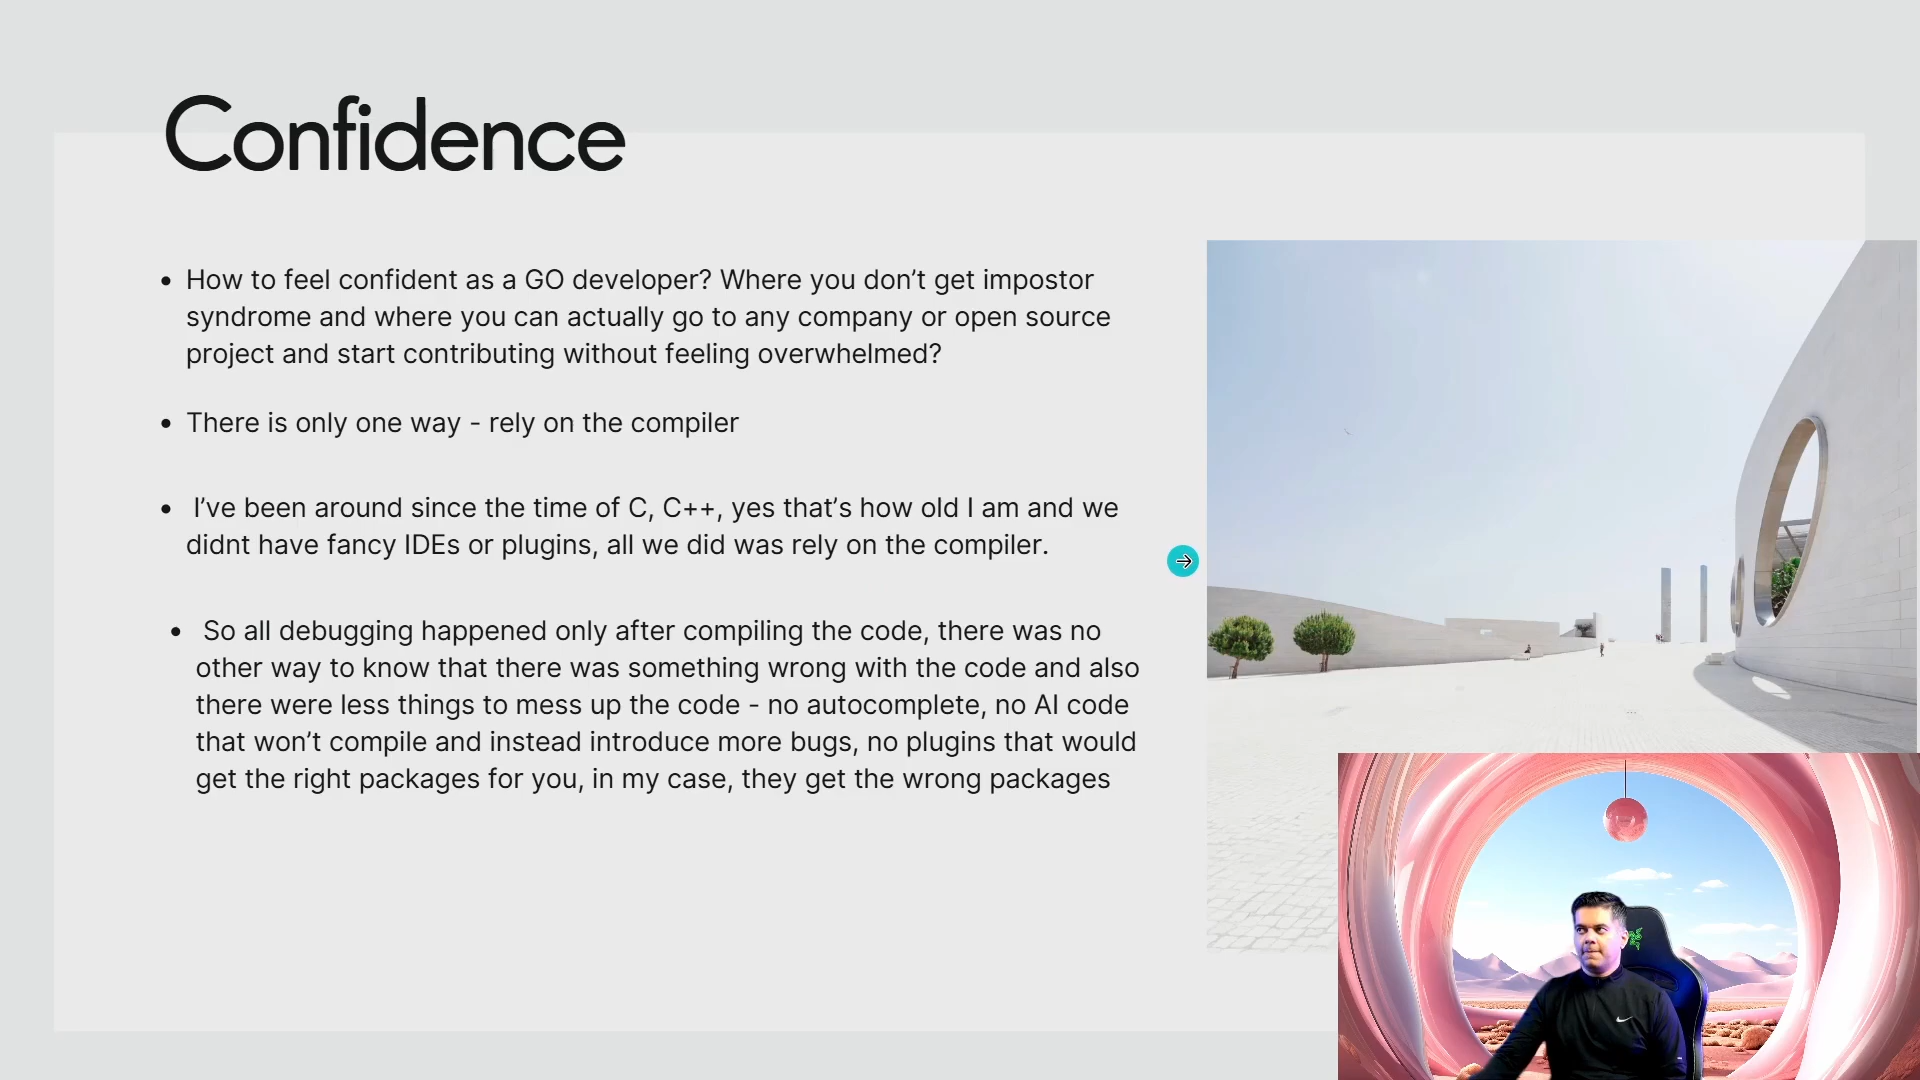 Confidence
• How to feel confident as a GO developer? Where you don’t get impostor
syndrome and where you can actually go to any company or open source
project and start contributing without feeling overwhelmed?
• There is only one way - rely on the compiler
• I’ve been around since the time of C, C++, yes that’s how old I am and we
didnt have fancy IDEs or plugins, all we did was rely on the compiler.
• So all debugging happened only after compiling the code, there was no
other way to know that there was something wrong with the code and also
there were less things to mess up the code - no autocomplete, no AI code
that won’t compile and instead introduce more bugs, no plugins that would
get the right packages for you, in my case, they get the wrong packages